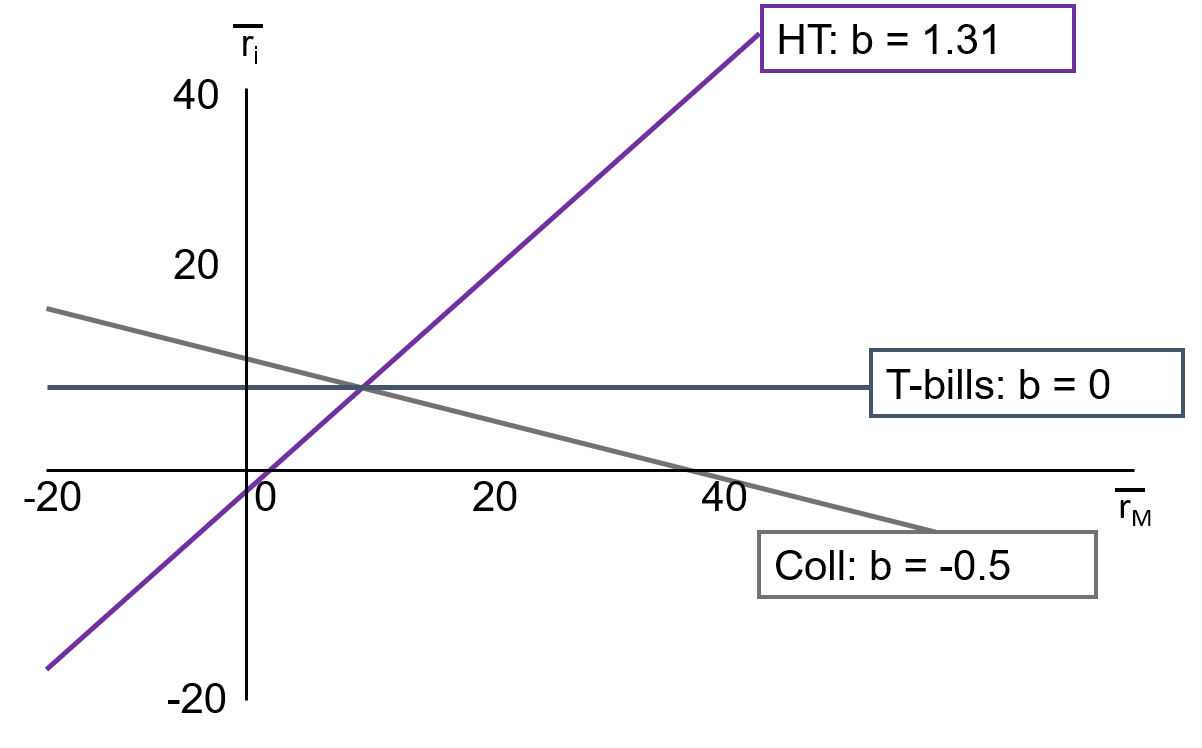 HT: b = 1.31
r̅i
40
20
T-bills: b = 0
-20 0 20 40
r̅M
Coll: b = -0.5
-20